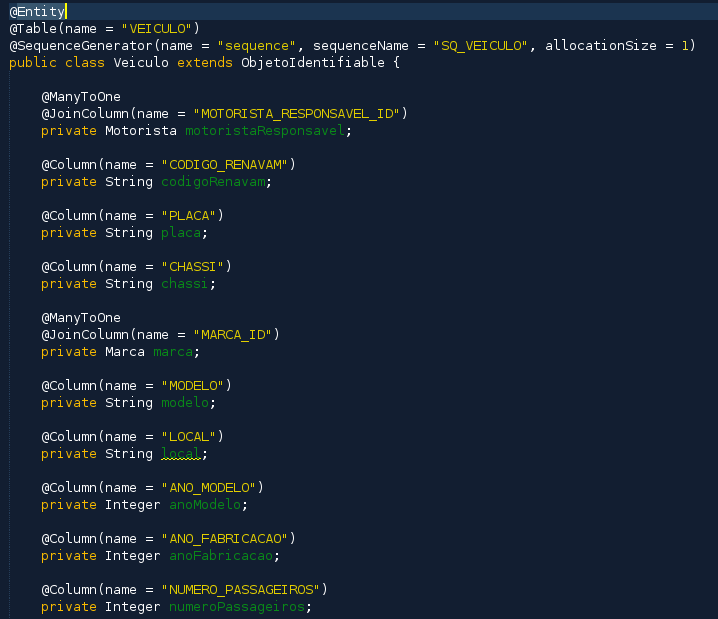 @Entity
@Table(name = "VEICULO")
@SequenceGenerator(name = "sequence", sequenceName = "SQ_VEICULO", allocationSize = 1)
public class Veiculo extends ObjetoIdentifiable {
@ManyToOne
@JoinColumn(name = "MOTORISTA_RESPONSAVEL_ID")
private Motorista motoristaResponsavel;
@Column(name = "CODIGO_RENAVAM")
private String codigoRenavam;
@Column(name = "PLACA")
private String placa;
@Column(name = "CHASSI")
private String chassi;
@ManyToOne
@JoinColumn(name = "MARCA_ID")
private Marca marca;
@Column(name = "MODELO")
private String modelo;
@Column(name = "LOCAL")
private String local;
@Column(name = "ANO_MODELO")
private Integer anoModelo;
@Column(name = "ANO_FABRICACAO")
private Integer anoFabricacao;
@Column(name = "NUMERO_PASSAGEIROS")
private Integer numeroPassageiros;